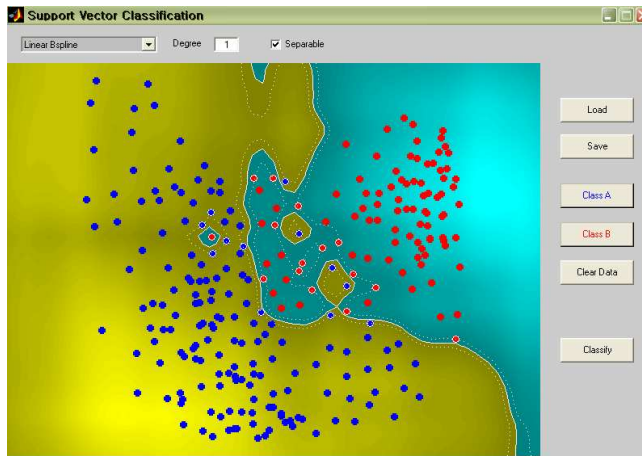 Support Vector Classification
Linear Bspline
Degree
1
Separable
Load
Save
Class A
Class B
Clear Data
Classify